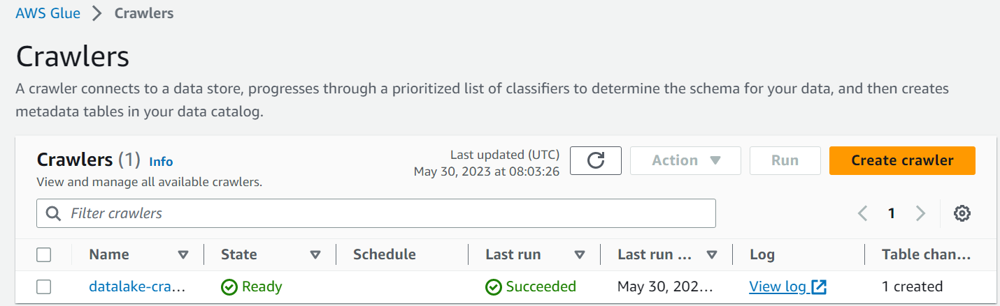 AWS Glue > Crawlers
Crawlers
A crawler connects to a data store, progresses through a prioritized list of classifiers to determine the schema for your data, and then creates
metadata tables in your data catalog.
Crawlers (1) Info
View and manage all available crawlers.
Last updated (UTC)
May 30, 2023 at 08:03:26
Action
Run
Create crawler
Filter crawlers
1
Name State Schedule Last run Last run ... Log Table chan...
datalake-cra... Ready Succeeded May 30, 202... View log 1 created